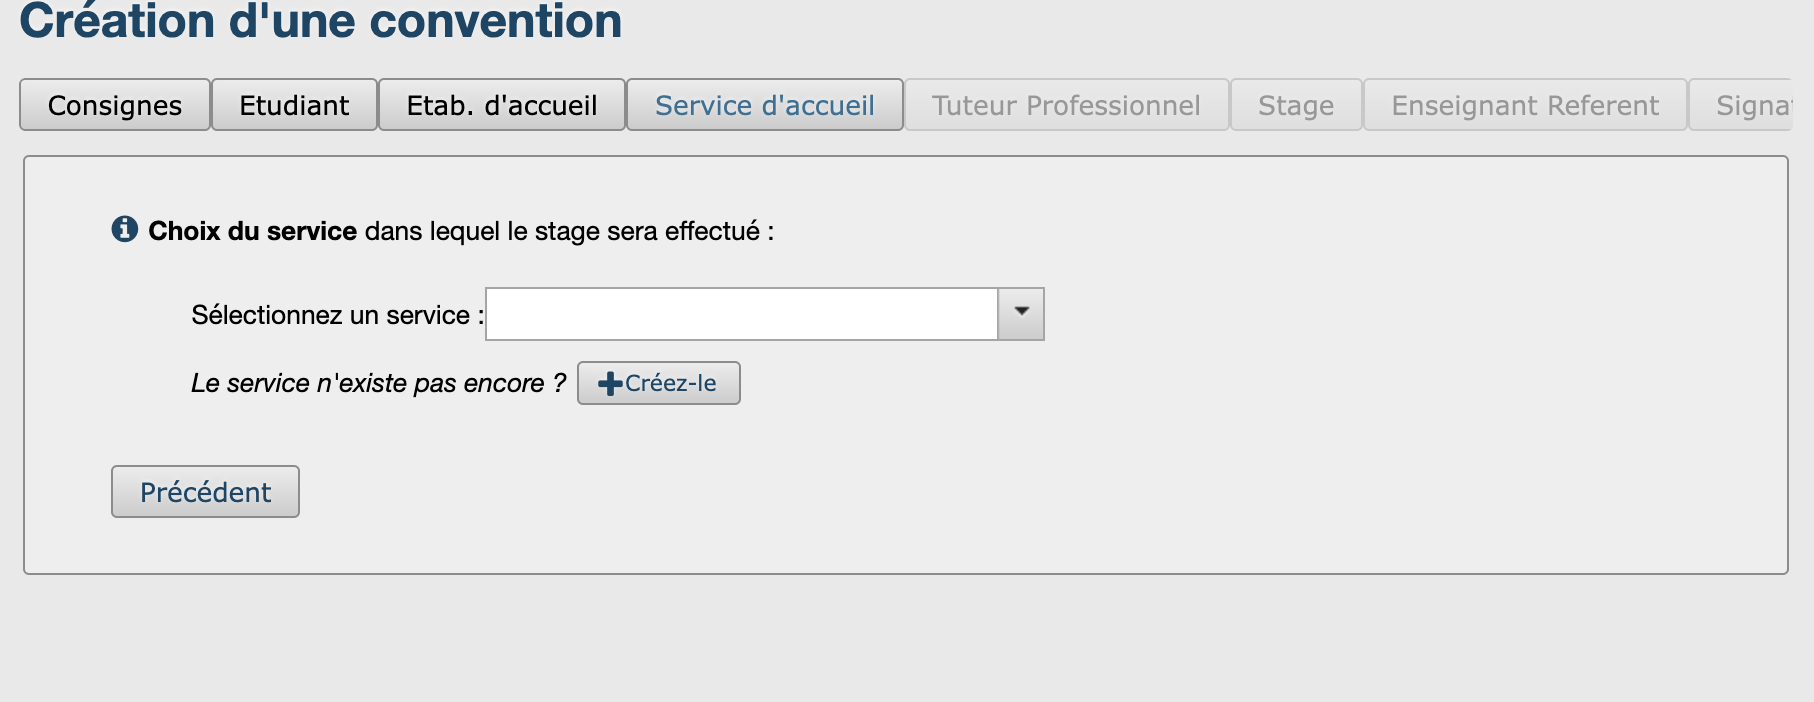 Création d'une convention
Consignes Etudiant Etab. d'accueil Service d'accueil Tuteur Professionnel Stage Enseignant Referent Signa
Choix du service dans lequel le stage sera effectué :
Sélectionnez un service :
Le service n'existe pas encore ? Créez-le
Précédent